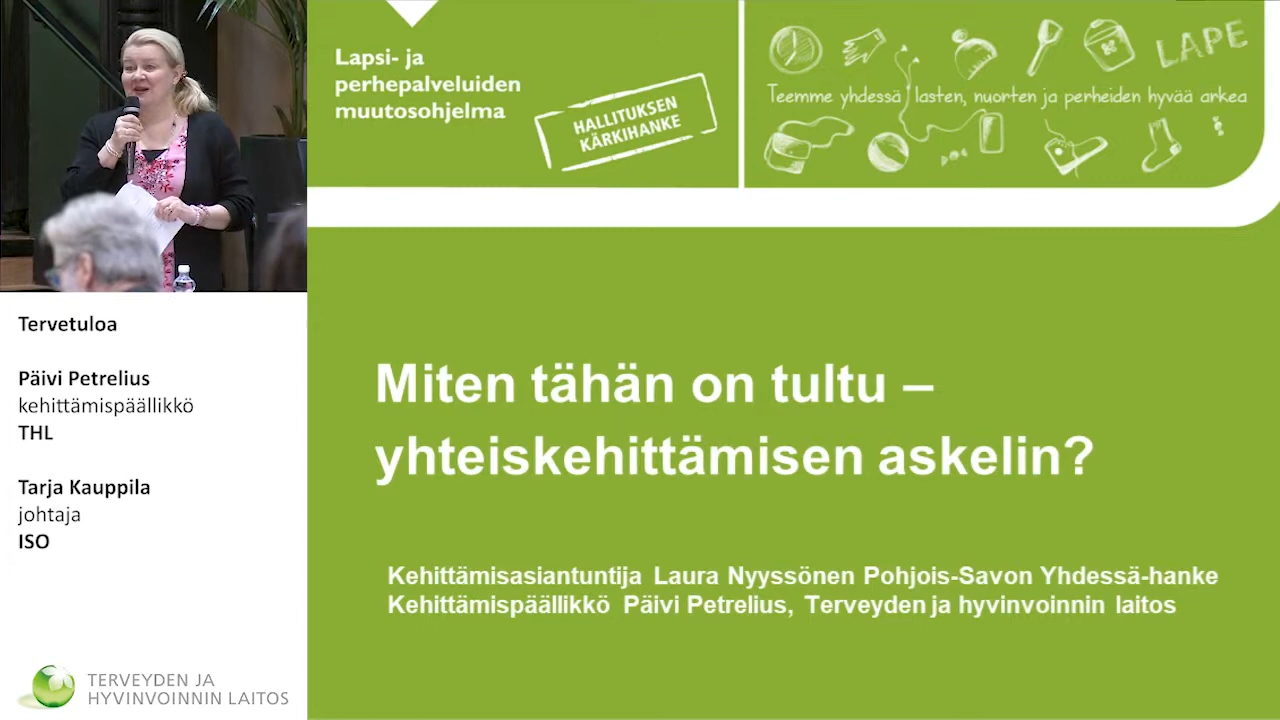 Tervetuloa
Päivi Petrelius
kehittämispäällikkö
THL
Tarja Kauppila
johtaja
ISO
TERVEYDEN JA
HYVINVOINNIN LAITOS
Lapsi- ja
perhepalveluiden
muutosohjelma
HALLITUKSEN
KÄRKIHANKE
LAPE
Teemme yhdessä lasten, nuorten ja perheiden hyvää arkea
Miten tähän on tultu –
yhteiskehittämisen askelin?
Kehittämisasiantuntija Laura Nyyssönen Pohjois-Savon Yhdessä-hanke
Kehittämispäällikkö Päivi Petrelius, Terveyden ja hyvinvoinnin laitos